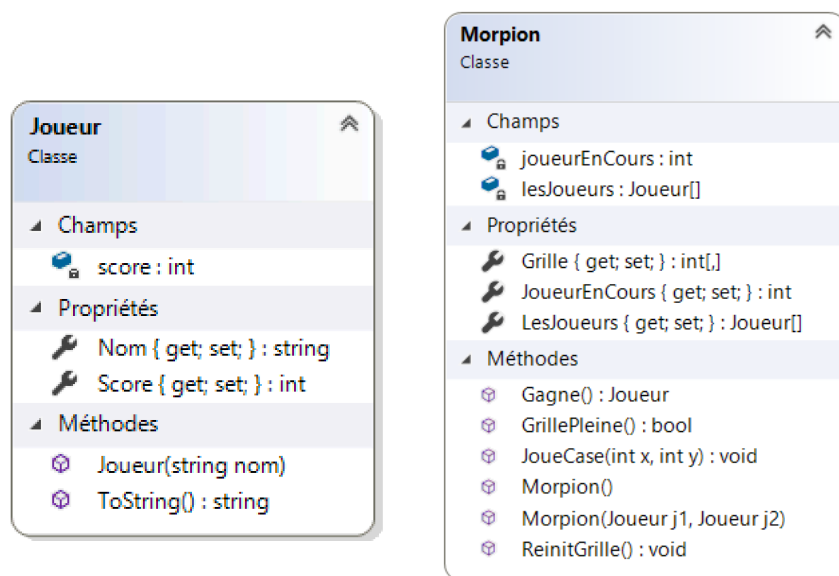 Joueur
Classe
Champs
score : int
Propriétés
Nom { get; set; } : string
Score { get; set; } : int
Méthodes
Joueur(string nom)
ToString() : string
Morpion
Classe
Champs
joueurEnCours : int
lesJoueurs : Joueur[]
Propriétés
Grille { get; set; } : int[,]
JoueurEnCours { get; set; } : int
LesJoueurs { get; set; } : Joueur[]
Méthodes
Gagne() : Joueur
GrillePleine() : bool
JoueCase(int x, int y) : void
Morpion()
Morpion(Joueur j1, Joueur j2)
ReinitGrille() : void